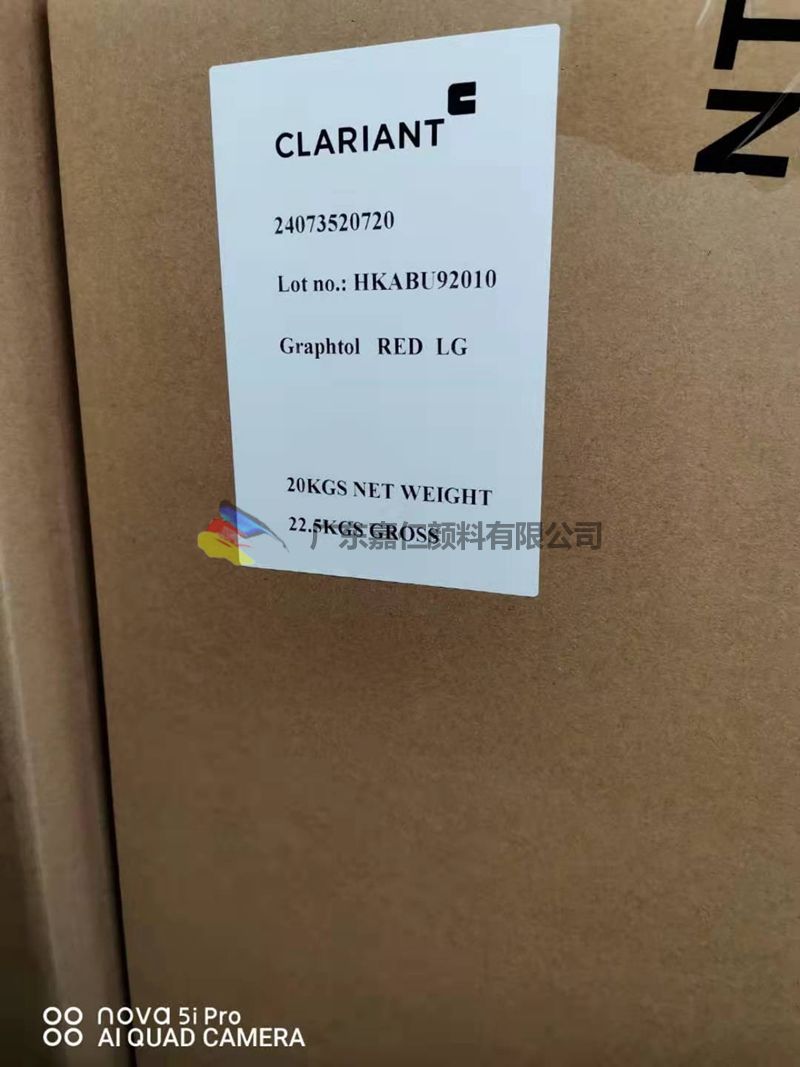 NT
CLARIANT
24073520720
Lot no.: HKABU92010
Graphtol RED LG
20KGS NET WEIGHT
22.5KGS GROSS
广东嘉仁颜料有限公司
nova 5i Pro
AI QUAD CAMERA